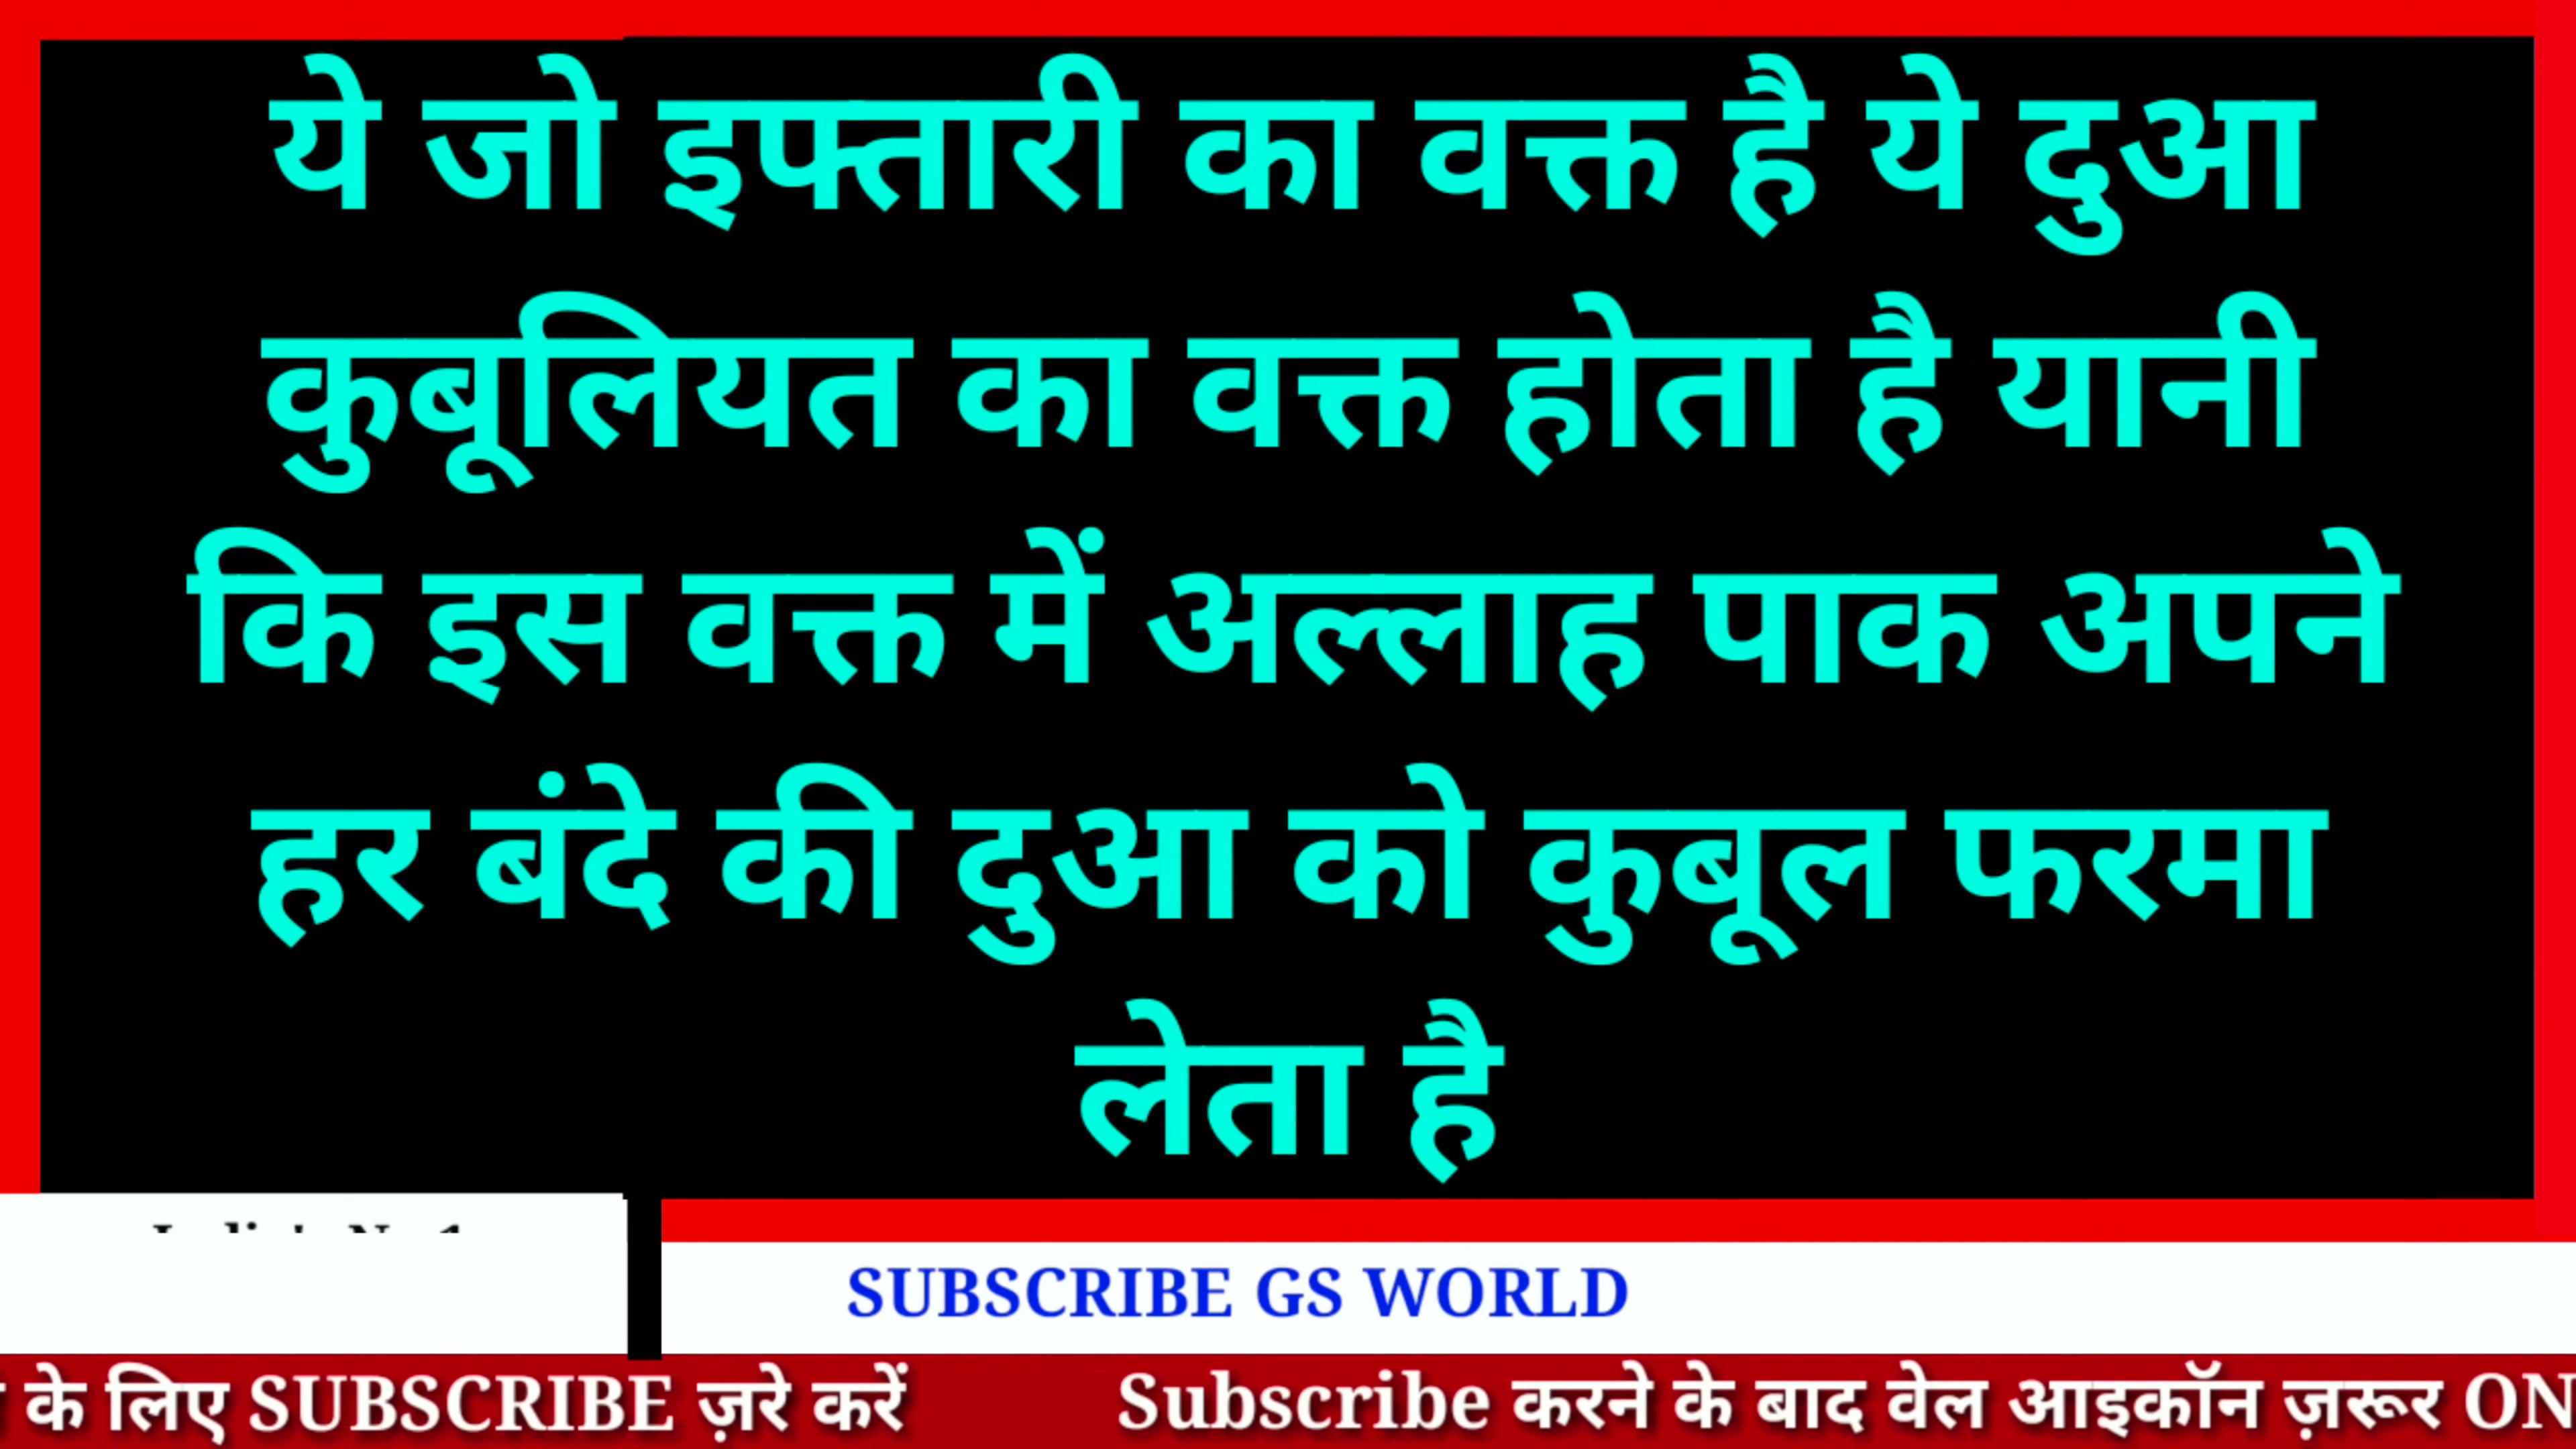 ये जो इफ्तारी का वक्त है ये दुआ
कुबूलियत का वक्त होता है यानी
कि इस वक्त में अल्लाह पाक अपने
हर बंदे की दुआ को कुबूल फरमा
लेता है
SUBSCRIBE GS WORLD
के लिए SUBSCRIBE ज़रे करें Subscribe करने के बाद वेल आइकॉन ज़रूर ON